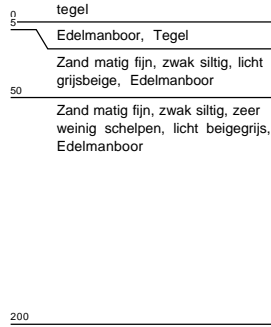 0
tegel
5
Edelmanboor, Tegel
Zand matig fijn, zwak siltig, licht
grijsbeige, Edelmanboor
50
Zand matig fijn, zwak siltig, zeer
weinig schelpen, licht beigegrijs,
Edelmanboor
200